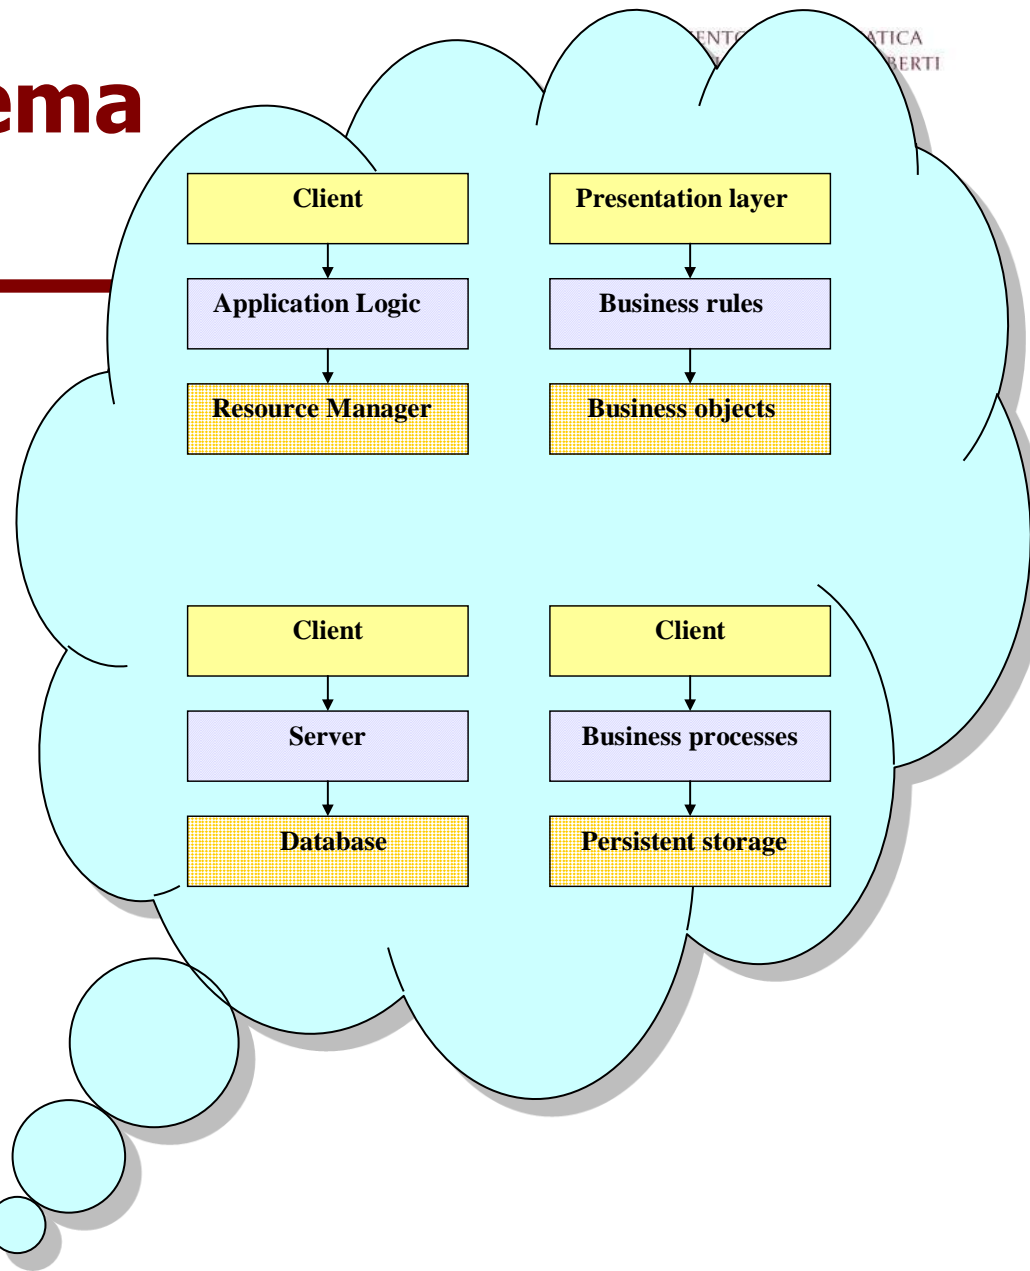 Client
Presentation layer
Application Logic
Business rules
Resource Manager
Business objects
Client
Client
Server
Business processes
Database
Persistent storage